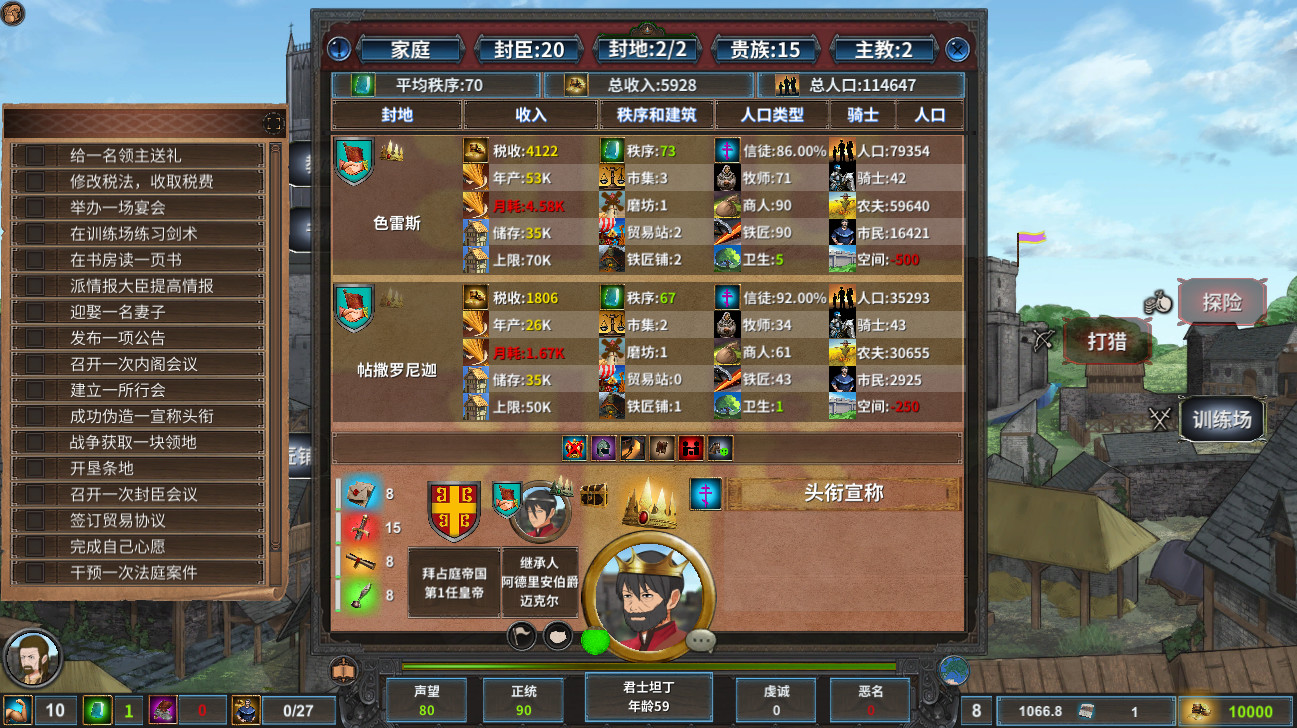 家庭
封臣:20
封地:2/2
贵族:15
主教:2
平均秩序:70
总收入:5928
总人口:114647
封地
收入
秩序和建筑
人口类型
骑士
人口
给一名领主送礼
修改税法，收取税费
举办一场宴会
在训练场练习剑术
在书房读一页书
派情报大臣提高情报
迎娶一名妻子
发布一项公告
召开一次内阁会议
建立一所行会
成功伪造一宣称头衔
战争获取一块领地
开垦条地
召开一次封臣会议
签订贸易协议
完成自己心愿
干预一次法庭案件
色雷斯
税收:4122
秩序:73
信徒:86.00%
人口:79354
年产:53K
市集:3
牧师:71
骑士:42
月耗:4.58K
磨坊:1
商人:90
农夫:59640
储存:35K
贸易站:2
铁匠:90
市民:16421
上限:70K
铁匠铺:2
卫生:5
空间:-500
帖撒罗尼迦
税收:1806
秩序:67
信徒:92.00%
人口:35293
年产:26K
市集:2
牧师:34
骑士:43
月耗:1.67K
磨坊:1
商人:61
农夫:30655
储存:35K
贸易站:0
铁匠:43
市民:2925
上限:50K
铁匠铺:1
卫生:1
空间:-250
探险
打猎
训练场
匠铺
8
15
8
8
头衔宣称
拜占庭帝国
第1任皇帝
继承人
阿德里安伯爵
迈克尔
声望
80
正统
90
君士坦丁
年龄59
虔诚
0
恶名
0
10
1
0
0/27
8
1066.8
1
10000